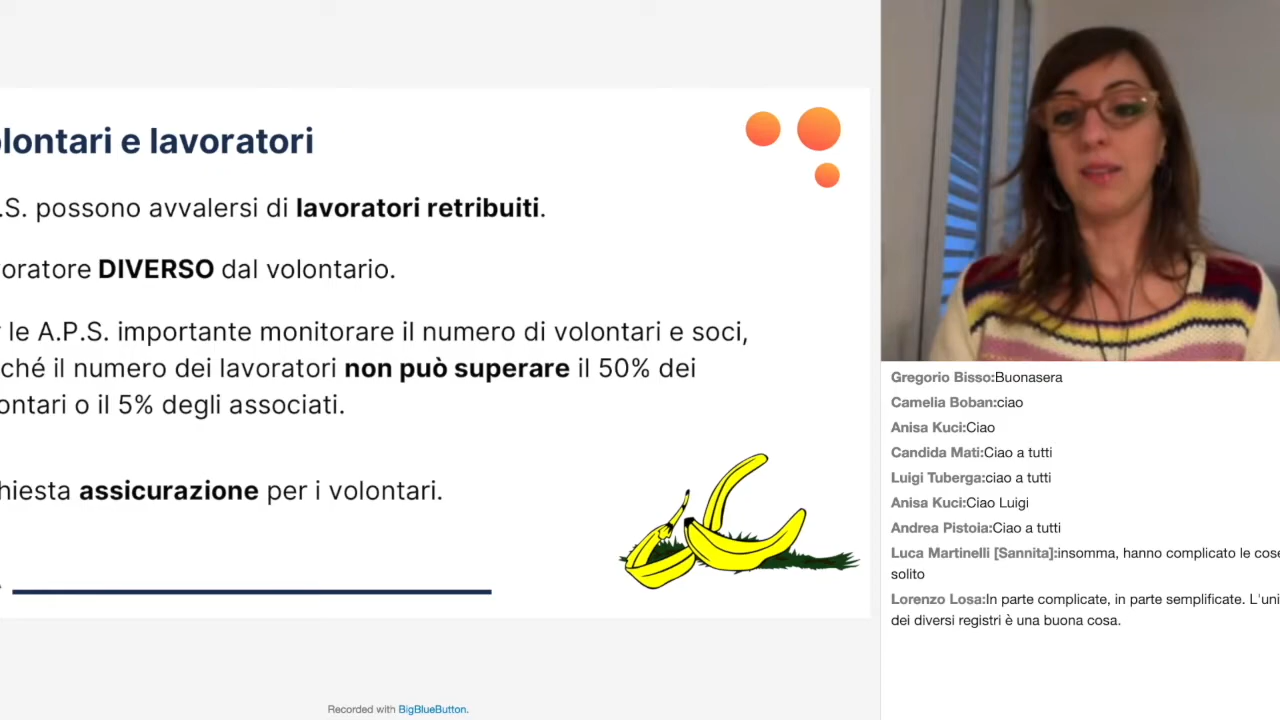 olontari e lavoratori
.S. possono avvalersi di lavoratori retribuiti.
oratore DIVERSO dal volontario.
le A.P.S. importante monitorare il numero di volontari e soci,
ché il numero dei lavoratori non può superare il 50% dei
ontari o il 5% degli associati.
hiesta assicurazione per i volontari.
Recorded with BigBlueButton.
Gregorio Bisso:Buonasera
Camelia Boban:ciao
Anisa Kuci:Ciao
Candida Mati:Ciao a tutti
Luigi Tuberga:ciao a tutti
Anisa Kuci:Ciao Luigi
Andrea Pistoia:Ciao a tutti
Luca Martinelli [Sannita]:insomma, hanno complicato le cose
solito
Lorenzo Losa:In parte complicate, in parte semplificate. L'uni
dei diversi registri è una buona cosa.